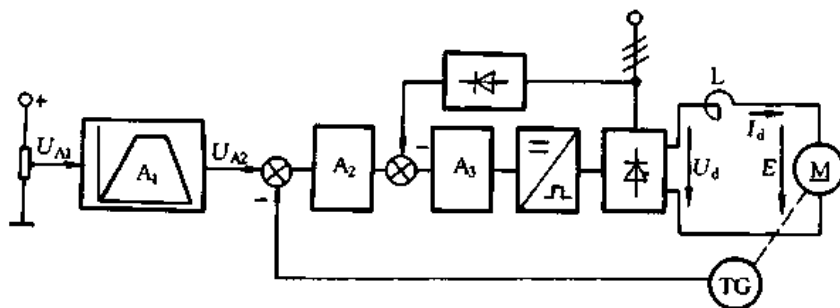 L
+
U_A1
A_1
U_A2
A_2
A_3
U_d
I_d
E
M
TG